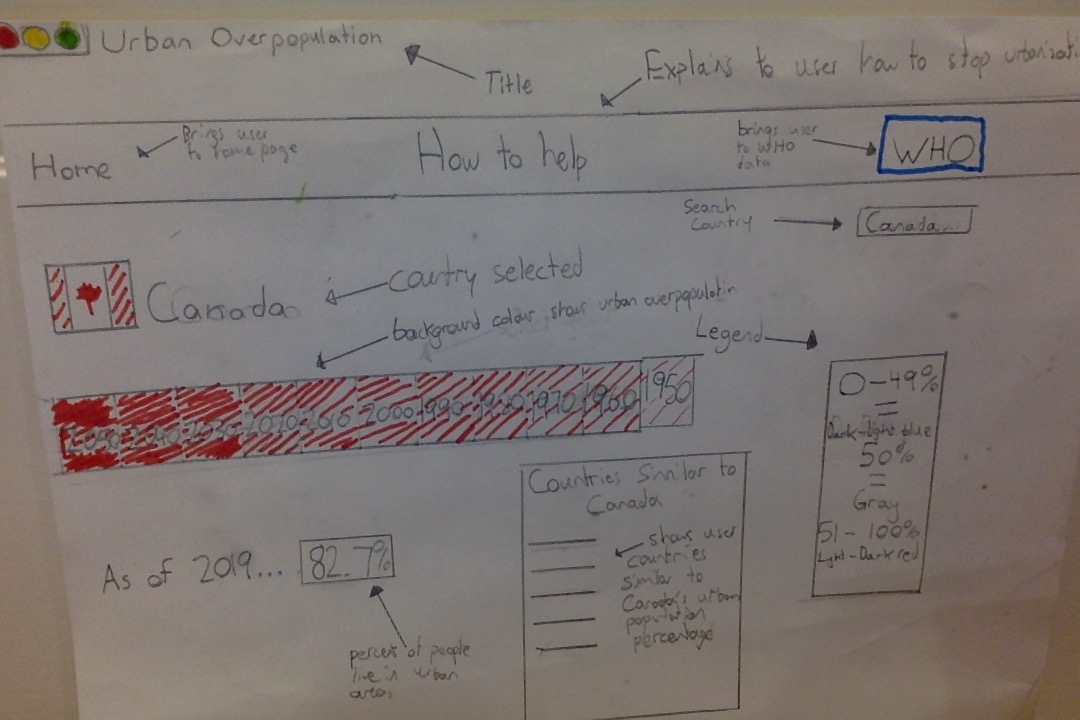 Urban Overpopulation
Title
Explains to user how to stop
Home
Brings user
to home page
How to help
brings user
to WHO
data
WHO
Search
Country
Canada...
Canada
country selected
background colour shows urban
Legend
2050 2040 2030 2020 2010 2000 1990 1980 1970 1960 1950
0-49%
=
Dark-light blue
50%
=
Gray
51-100%
Light-Dark red
Countries Similar to
Canada
shows user
countries
similar to
Canada's urban
population
percentage
As of 2019... 82.7%
percent of people
live in urban
areas